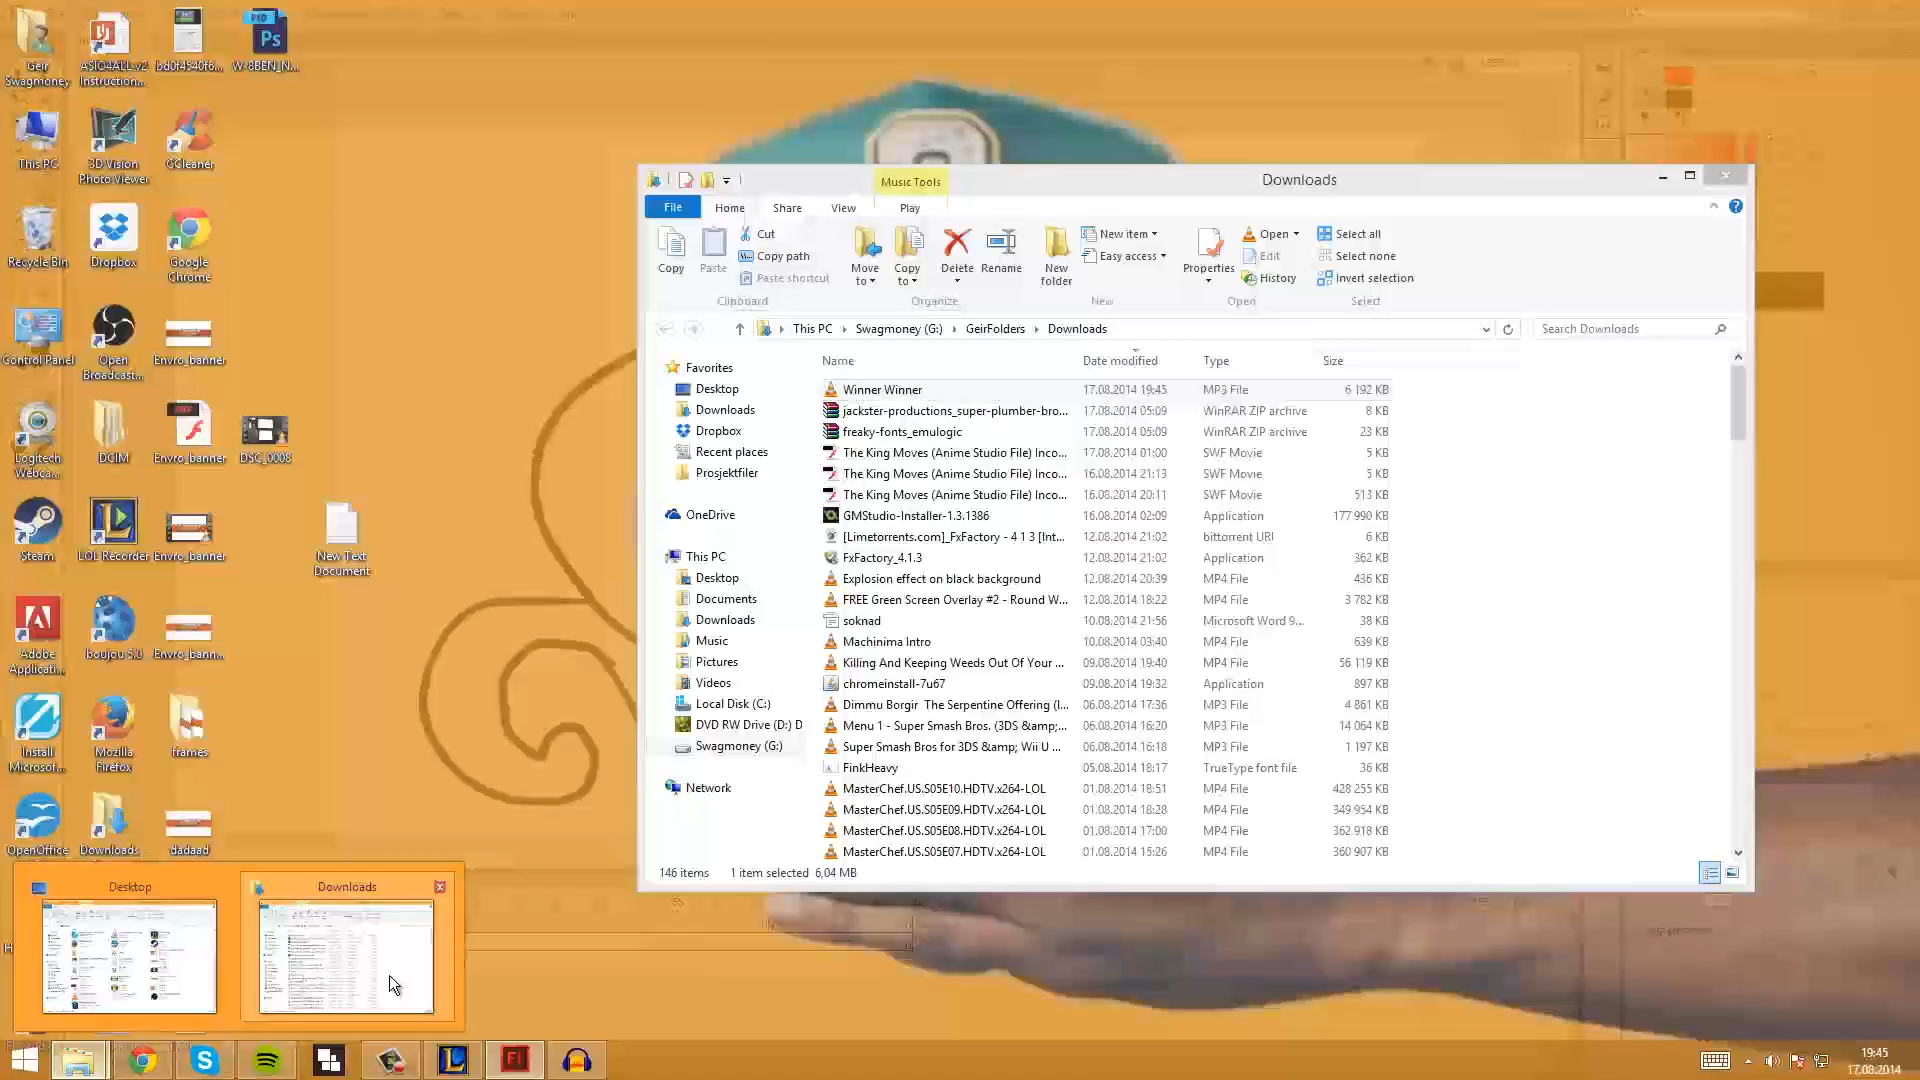 Geir Swagmoney
ASIO4ALL v2 Instruction...
bd0f4540f6...
W-8BEN_N...
This PC
3D Vision Photo Viewer
CCleaner
Recycle Bin
Dropbox
Google Chrome
Control Panel
Open Broadcast...
Envro_banner
Logitech Webca...
DCIM
Envro_banner
DSC_0008
Steam
LOL Recorder
Envro_banner
New Text Document
Adobe Applicati...
boujou 5.0
Envro_bann...
Install Microsof...
Mozilla Firefox
frames
OpenOffice
Downloads
dadaad
Music Tools
Downloads
File
Home
Share
View
Play
Copy
Paste
Cut
Copy path
Paste shortcut
Move to
Copy to
Delete
Rename
New folder
New item
Easy access
Properties
Open
Edit
History
Select all
Select none
Invert selection
Clipboard
Organize
New
Open
Select
This PC
Swagmoney (G:)
GeirFolders
Downloads
Search Downloads
Favorites
Desktop
Downloads
Dropbox
Recent places
Prosjektfiler
OneDrive
This PC
Desktop
Documents
Downloads
Music
Pictures
Videos
Local Disk (C:)
DVD RW Drive (D:) D
Swagmoney (G:)
Network
Name Date modified Type Size
Winner Winner 17.08.2014 19:45 MP3 File 6 192 KB
jackster-productions_super-plumber-bro... 17.08.2014 05:09 WinRAR ZIP archive 8 KB
freaky-fonts_emulogic 17.08.2014 05:09 WinRAR ZIP archive 23 KB
The King Moves (Anime Studio File) Inco... 17.08.2014 01:00 SWF Movie 5 KB
The King Moves (Anime Studio File) Inco... 16.08.2014 21:13 SWF Movie 5 KB
The King Moves (Anime Studio File) Inco... 16.08.2014 20:11 SWF Movie 513 KB
GMStudio-Installer-1.3.1386 16.08.2014 02:09 Application 177 990 KB
[Limetorrents.com]_FxFactory - 4 1 3 [Int... 12.08.2014 21:02 bittorrent URI 6 KB
FxFactory_4.1.3 12.08.2014 21:02 Application 362 KB
Explosion effect on black background 12.08.2014 20:39 MP4 File 436 KB
FREE Green Screen Overlay #2 - Round W... 12.08.2014 18:22 MP4 File 3 782 KB
soknad 10.08.2014 21:56 Microsoft Word 9... 38 KB
Machinima Intro 10.08.2014 03:40 MP4 File 639 KB
Killing And Keeping Weeds Out Of Your ... 09.08.2014 19:40 MP4 File 56 119 KB
chromeinstall-7u67 09.08.2014 19:32 Application 897 KB
Dimmu Borgir The Serpentine Offering (l... 06.08.2014 17:36 MP3 File 4 861 KB
Menu 1 - Super Smash Bros. (3DS &amp;... 06.08.2014 16:20 MP3 File 14 064 KB
Super Smash Bros for 3DS &amp; Wii U ... 06.08.2014 16:18 MP3 File 1 197 KB
FinkHeavy 05.08.2014 18:17 TrueType font file 36 KB
MasterChef.US.S05E10.HDTV.x264-LOL 01.08.2014 18:51 MP4 File 428 255 KB
MasterChef.US.S05E09.HDTV.x264-LOL 01.08.2014 18:28 MP4 File 349 954 KB
MasterChef.US.S05E08.HDTV.x264-LOL 01.08.2014 17:00 MP4 File 362 918 KB
MasterChef.US.S05E07.HDTV.x264-LOL 01.08.2014 15:26 MP4 File 360 907 KB
146 items 1 item selected 6,04 MB
Desktop
Downloads
19:45
17.08.2014